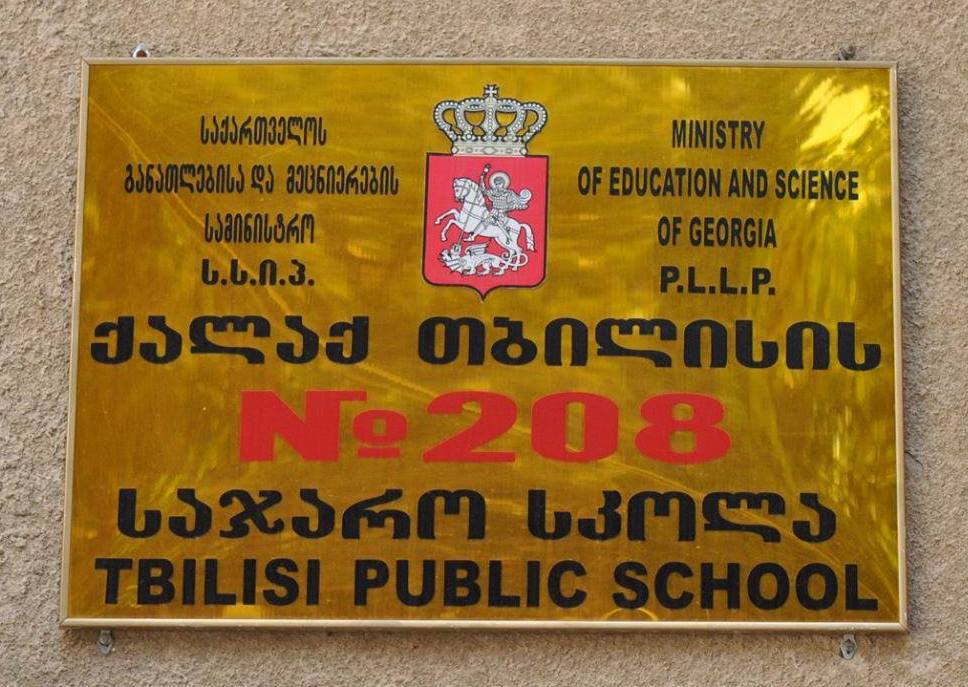 საქართველოს
განათლებისა და მეცნიერების
სამინისტრო
ს.ს.ი.პ.
MINISTRY
OF EDUCATION AND SCIENCE
OF GEORGIA
P.L.L.P.
ქალაქ თბილისის
№208
საჯარო სკოლა
TBILISI PUBLIC SCHOOL